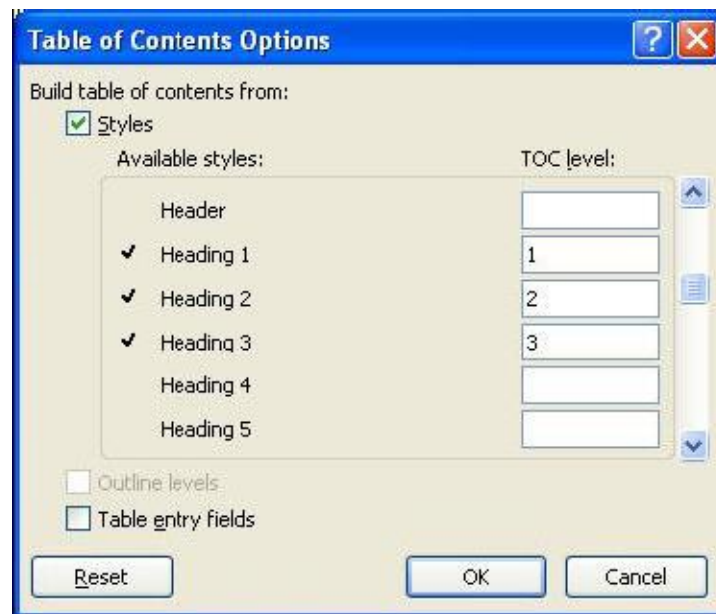 Table of Contents Options
Build table of contents from:
Styles
Available styles: TOC level:
Header
Heading 1 1
Heading 2 2
Heading 3 3
Heading 4
Heading 5
Outline levels
Table entry fields
Reset OK Cancel